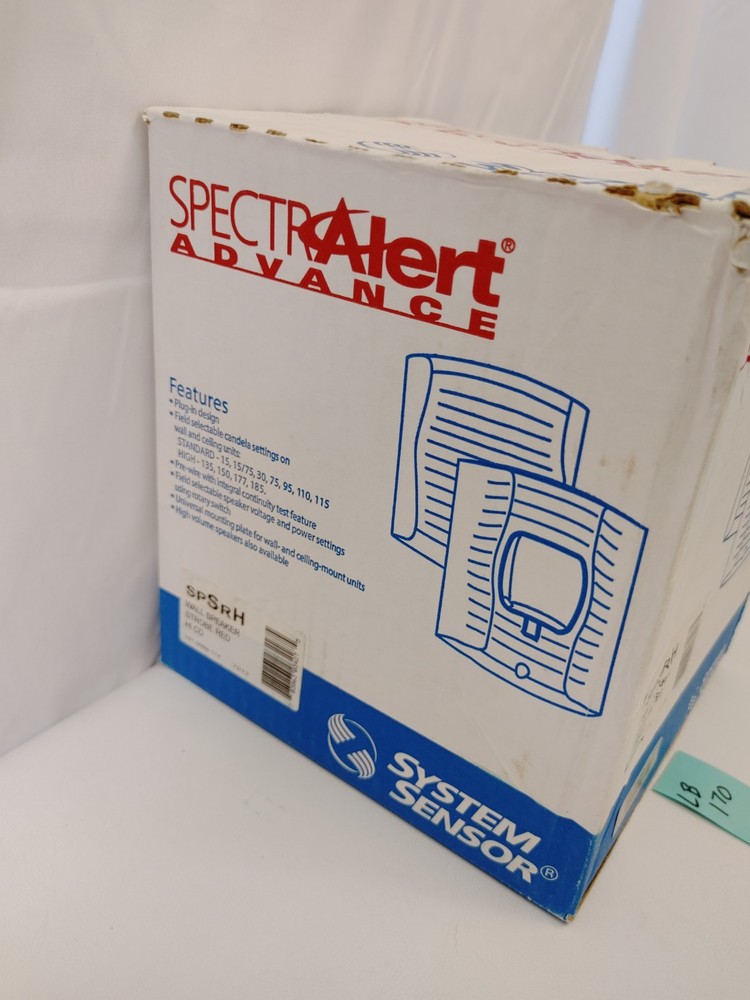 SPECTRAlert®
ADVANCE
Features
• Plug-in design
• Field selectable candela settings on
wall and ceiling units:
STANDARD - 15, 15/75, 30, 75, 95, 110, 115
HIGH - 135, 150, 177, 185.
• Pre-wire with integral continuity test feature
• Field selectable speaker voltage and power settings
using rotary switch
• Universal mounting plate for wall- and ceiling-mount units
• High volume speakers also available
SPSRH
WALL SPEAKER
STROBE RED
HI CD
SYSTEM
SENSOR®
LB
170